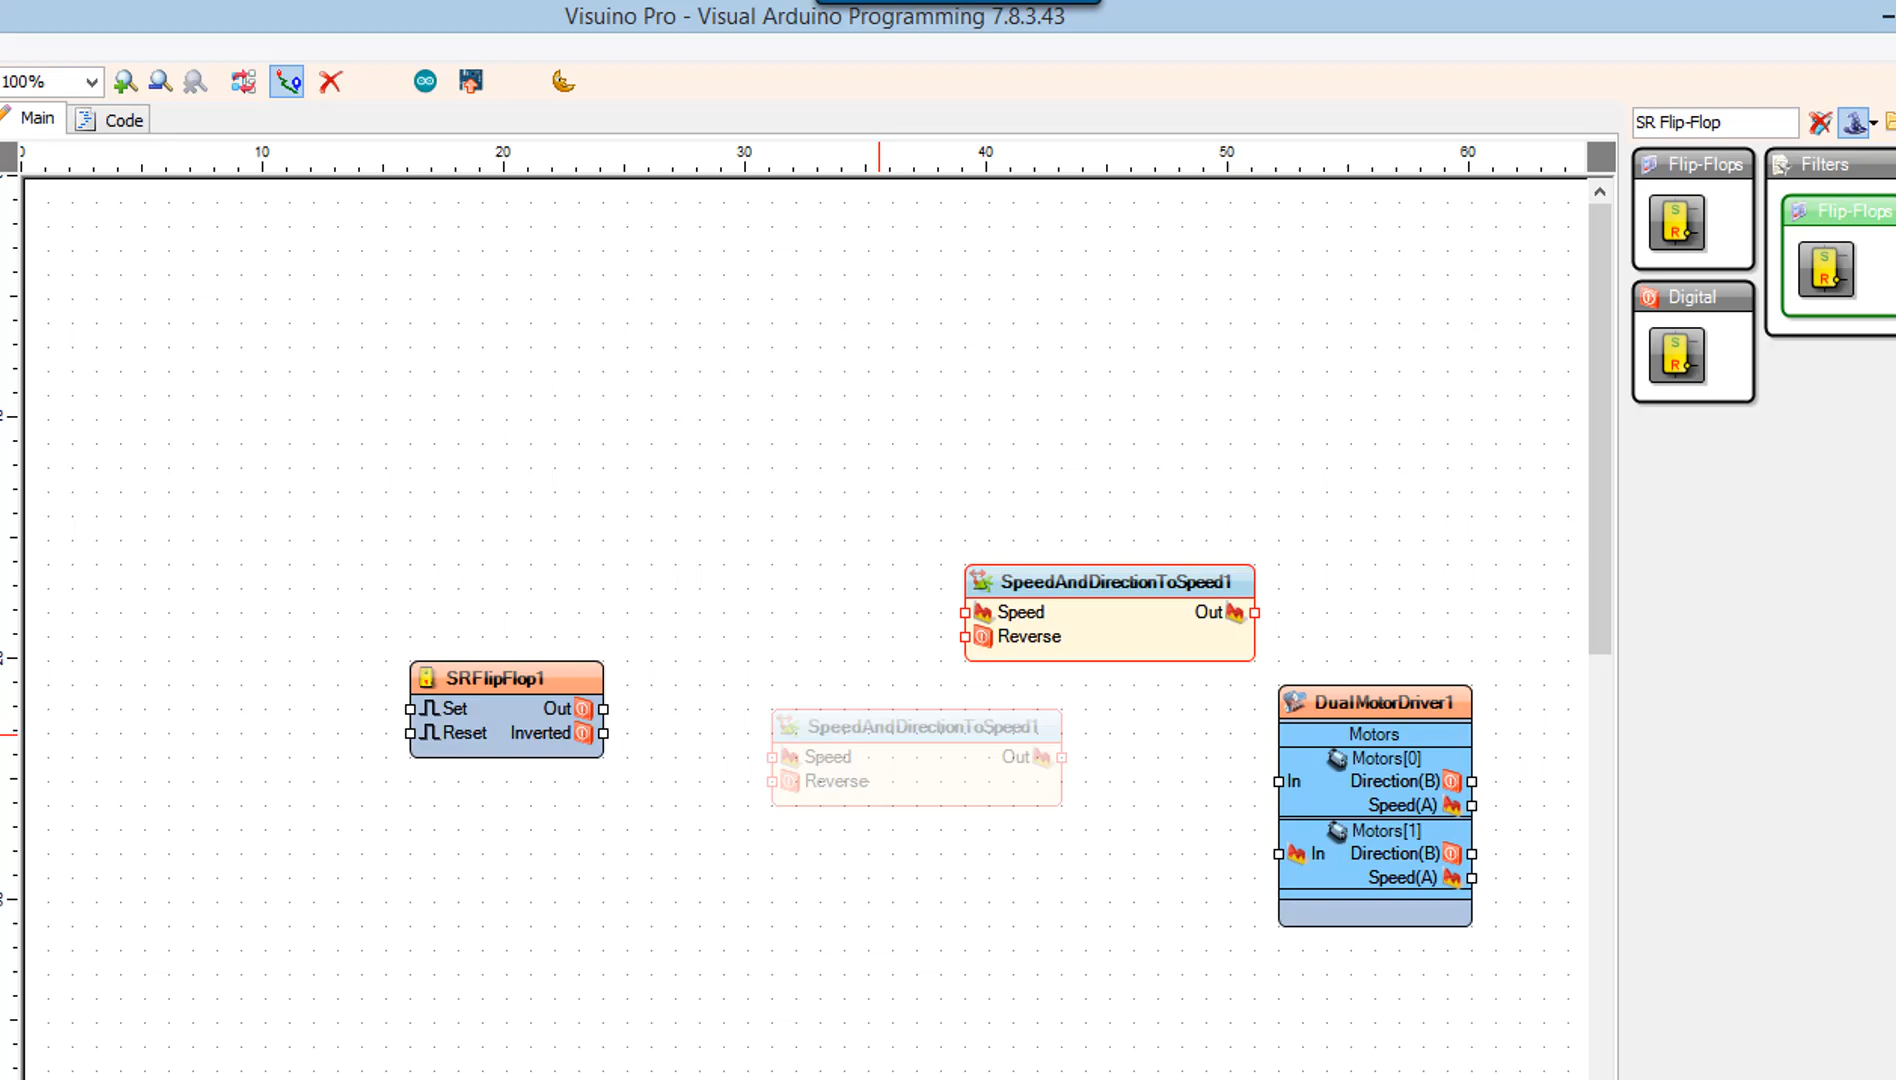 Visuino Pro - Visual Arduino Programming 7.8.3.43
100%
Main
Code
SR Flip-Flop
10
20
30
40
50
60
Flip-Flops
S
R
Filters
Flip-Flops
S
R
Digital
S
R
SpeedAndDirectionToSpeed1
Speed
Out
Reverse
SRFlipFlop1
Set
Out
Reset
Inverted
SpeedAndDirectionToSpeed1
Speed
Out
Reverse
DualMotorDriver1
Motors
Motors[0]
In
Direction(B)
Speed(A)
Motors[1]
In
Direction(B)
Speed(A)